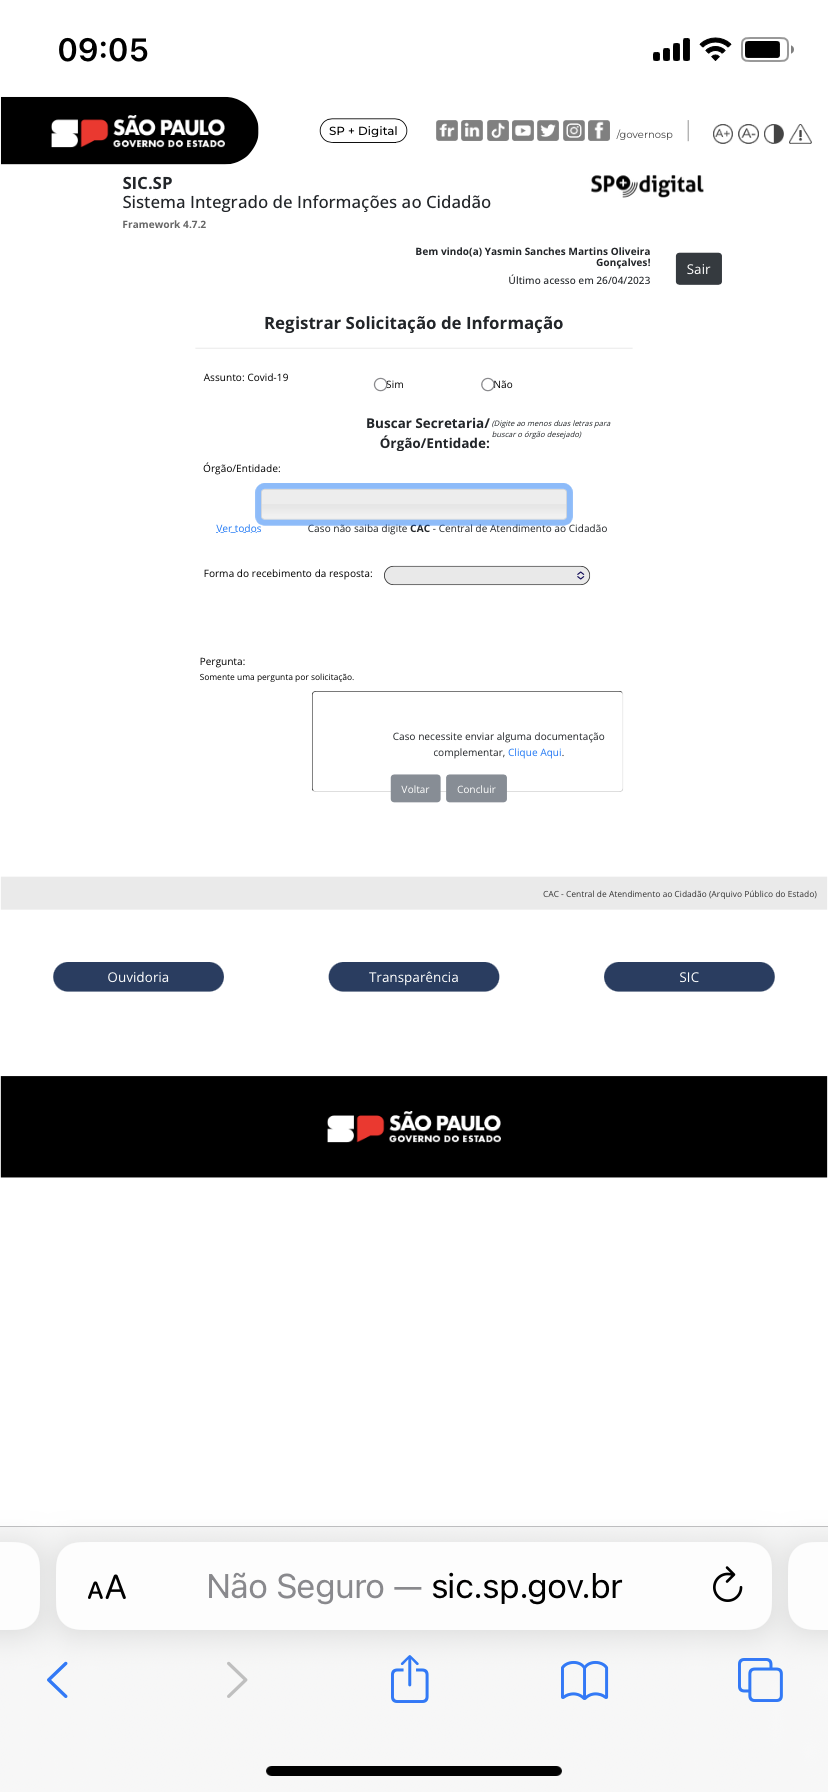 09:05
SÃO PAULO
GOVERNO DO ESTADO
SP + Digital
/governosp
A+ A-
SIC.SP
Sistema Integrado de Informações ao Cidadão
Framework 4.7.2
SP+digital
Bem vindo(a) Yasmin Sanches Martins Oliveira
Gonçalves!
Último acesso em 26/04/2023
Sair
Registrar Solicitação de Informação
Assunto: Covid-19
Sim
Não
Buscar Secretaria/
Órgão/Entidade:
(Digite ao menos duas letras para
buscar o órgão desejado)
Órgão/Entidade:
Ver todos
Caso não saiba digite CAC - Central de Atendimento ao Cidadão
Forma do recebimento da resposta:
Pergunta:
Somente uma pergunta por solicitação.
Caso necessite enviar alguma documentação
complementar, Clique Aqui.
Voltar
Concluir
CAC - Central de Atendimento ao Cidadão (Arquivo Público do Estado)
Ouvidoria
Transparência
SIC
SÃO PAULO
GOVERNO DO ESTADO
AA
Não Seguro — sic.sp.gov.br